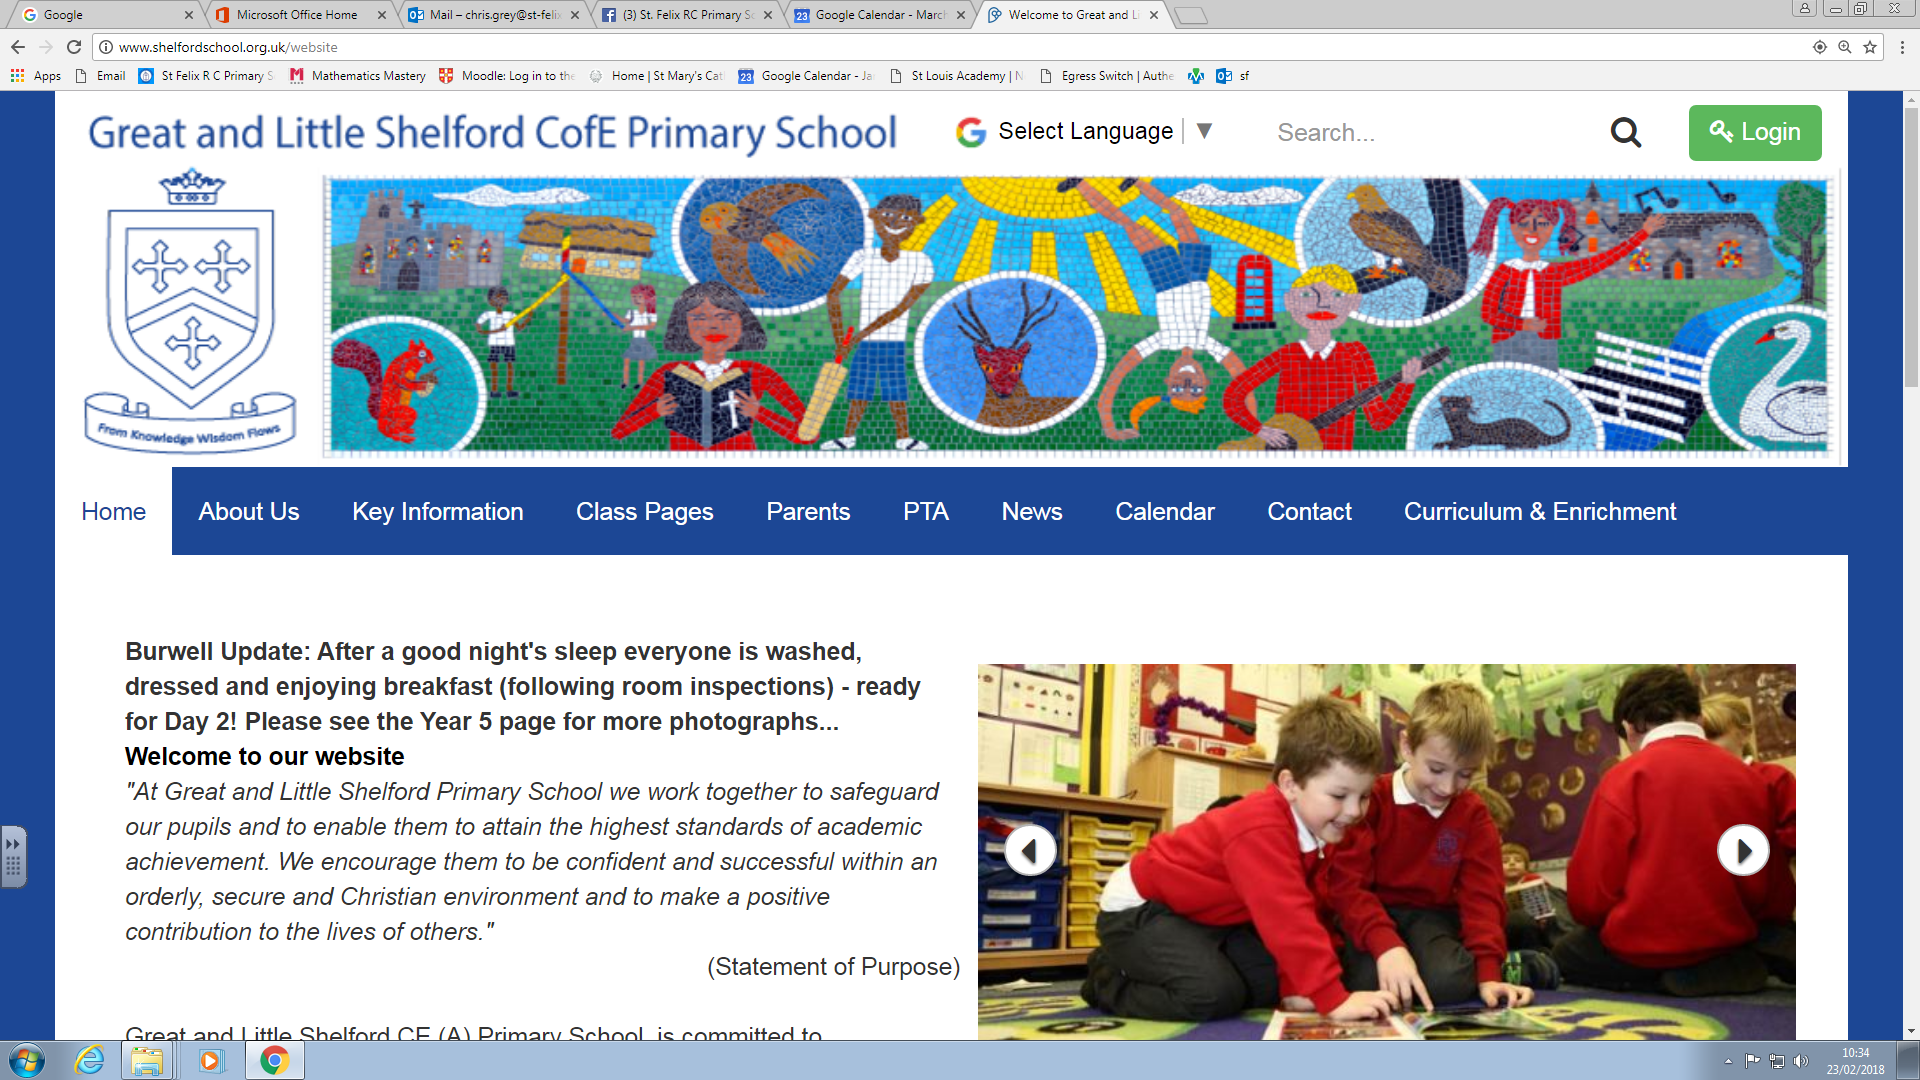 Google
Microsoft Office Home
Mail – chris.grey@st-felix
(3) St. Felix RC Primary Sc
Google Calendar - March
Welcome to Great and Li
www.shelfordschool.org.uk/website
Apps
Email
St Felix R C Primary S
Mathematics Mastery
Moodle: Log in to the
Home | St Mary's Cat
Google Calendar - Ja
St Louis Academy | N
Egress Switch | Authe
sf
Great and Little Shelford CofE Primary School
Select Language ▼
Search...
Login
From Knowledge Wisdom Flows
Home
About Us
Key Information
Class Pages
Parents
PTA
News
Calendar
Contact
Curriculum & Enrichment
Burwell Update: After a good night's sleep everyone is washed,
dressed and enjoying breakfast (following room inspections) - ready
for Day 2! Please see the Year 5 page for more photographs...
Welcome to our website
"At Great and Little Shelford Primary School we work together to safeguard
our pupils and to enable them to attain the highest standards of academic
achievement. We encourage them to be confident and successful within an
orderly, secure and Christian environment and to make a positive
contribution to the lives of others."
(Statement of Purpose)
Great and Little Shelford CE (A) Primary School, is committed to
10:34
23/02/2018